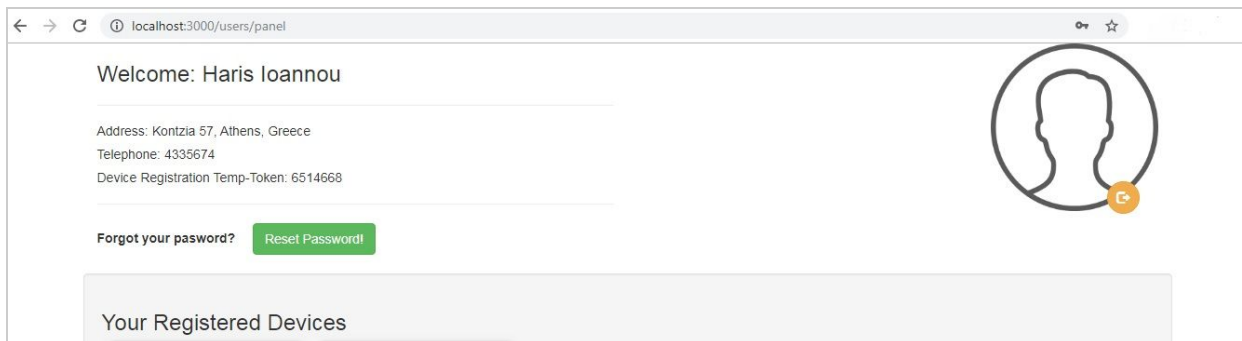 localhost:3000/users/panel
Welcome: Haris Ioannou
Address: Kontzia 57, Athens, Greece
Telephone: 4335674
Device Registration Temp-Token: 6514668
Forgot your pasword? Reset Password!
Your Registered Devices